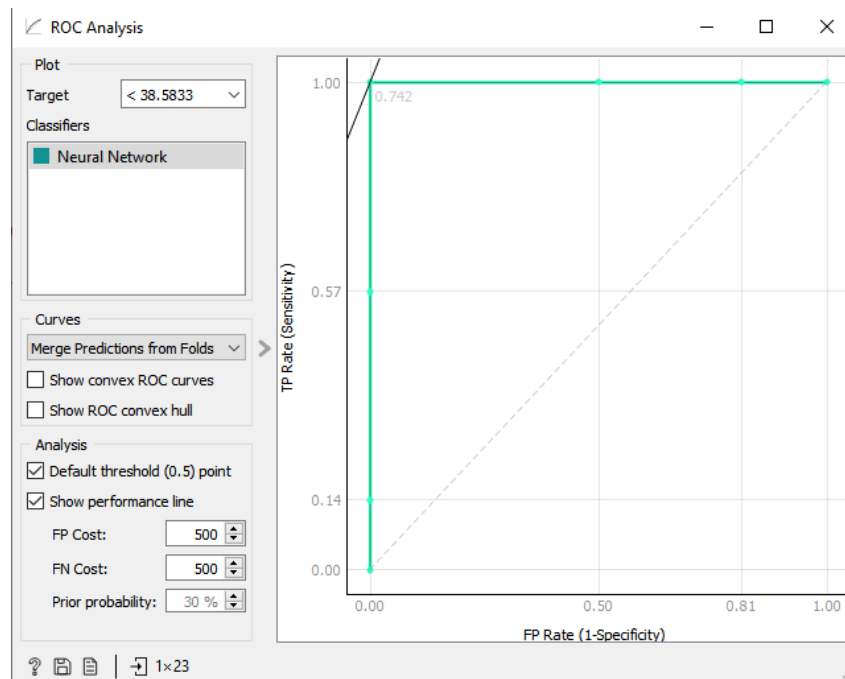 ROC Analysis
Plot
Target < 38.5833
Classifiers
Neural Network
Curves
Merge Predictions from Folds
Show convex ROC curves
Show ROC convex hull
Analysis
Default threshold (0.5) point
Show performance line
FP Cost: 500
FN Cost: 500
Prior probability: 30 %
? 1×23
TP Rate (Sensitivity)
1.00
0.742
0.57
0.14
0.00
0.00 0.50 0.81 1.00
FP Rate (1-Specificity)